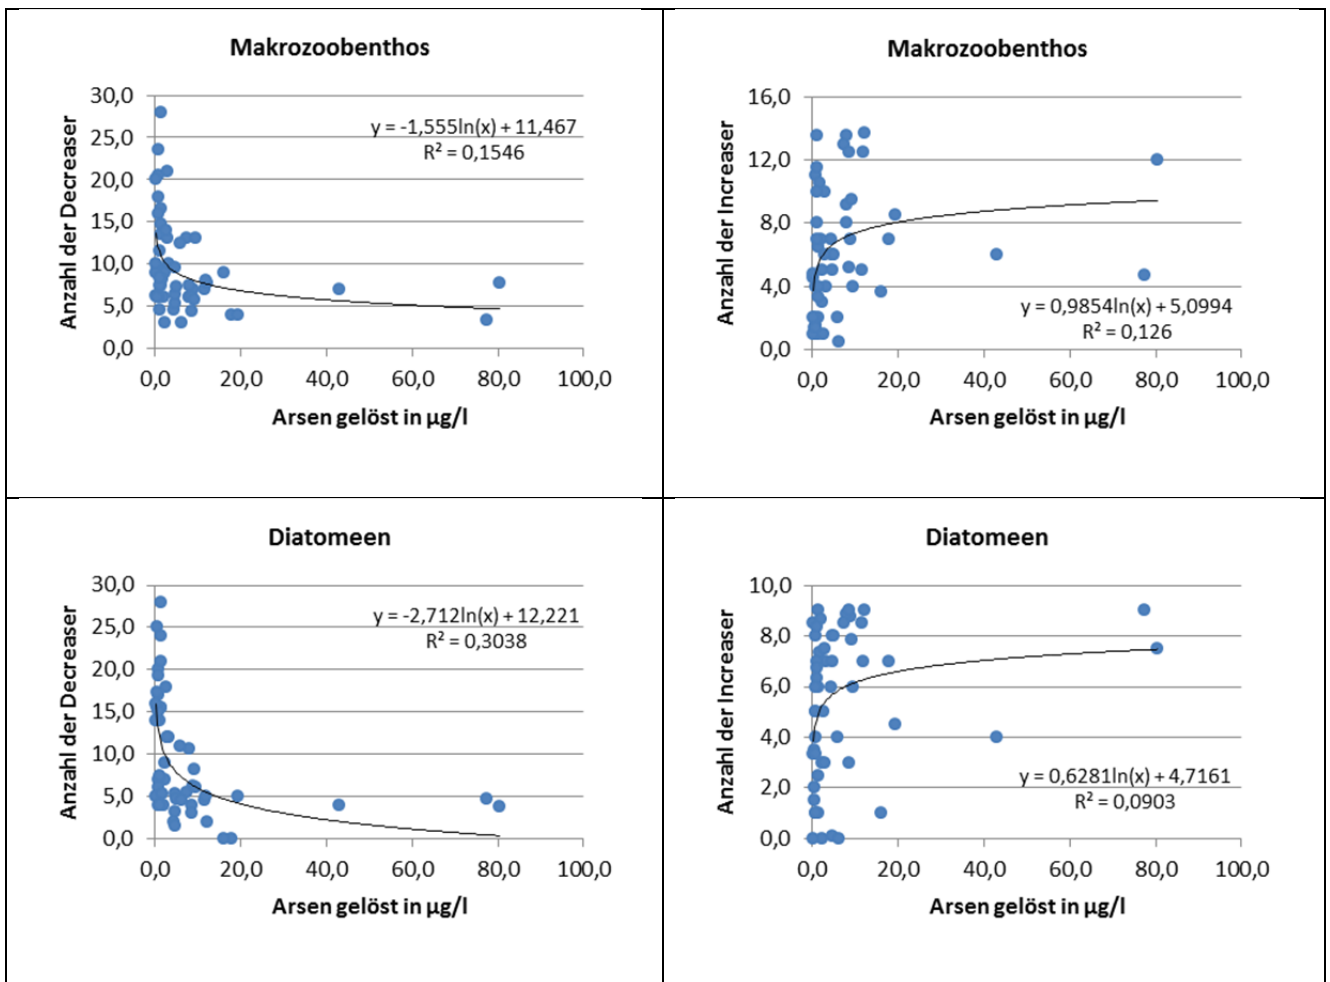 Makrozoobenthos
30,0
25,0
20,0
15,0
10,0
5,0
0,0
Anzahl der Decreaser
y = -1,555ln(x) + 11,467
R² = 0,1546
0,0 20,0 40,0 60,0 80,0 100,0
Arsen gelöst in µg/l
Makrozoobenthos
16,0
12,0
8,0
4,0
0,0
Anzahl der Increaser
y = 0,9854ln(x) + 5,0994
R² = 0,126
0,0 20,0 40,0 60,0 80,0 100,0
Arsen gelöst in µg/l
Diatomeen
30,0
25,0
20,0
15,0
10,0
5,0
0,0
Anzahl der Decreaser
y = -2,712ln(x) + 12,221
R² = 0,3038
0,0 20,0 40,0 60,0 80,0 100,0
Arsen gelöst in µg/l
Diatomeen
10,0
8,0
6,0
4,0
2,0
0,0
Anzahl der Increaser
y = 0,6281ln(x) + 4,7161
R² = 0,0903
0,0 20,0 40,0 60,0 80,0 100,0
Arsen gelöst in µg/l